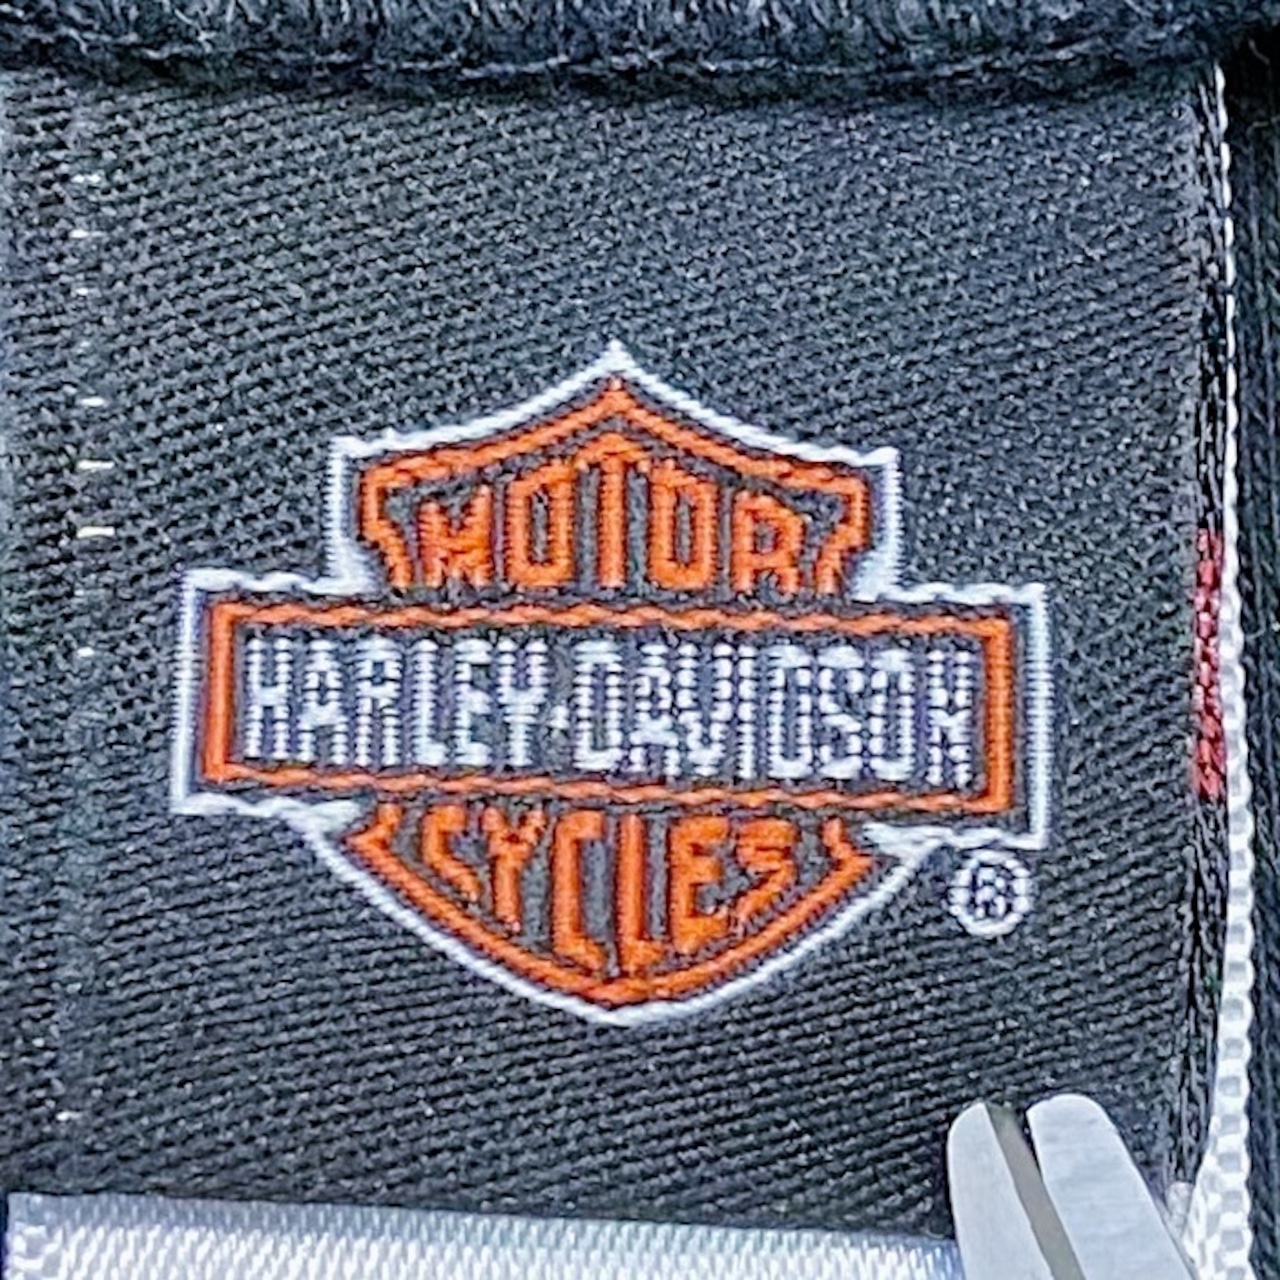 MOTOR
HARLEY-DAVIDSON
CYCLES
®